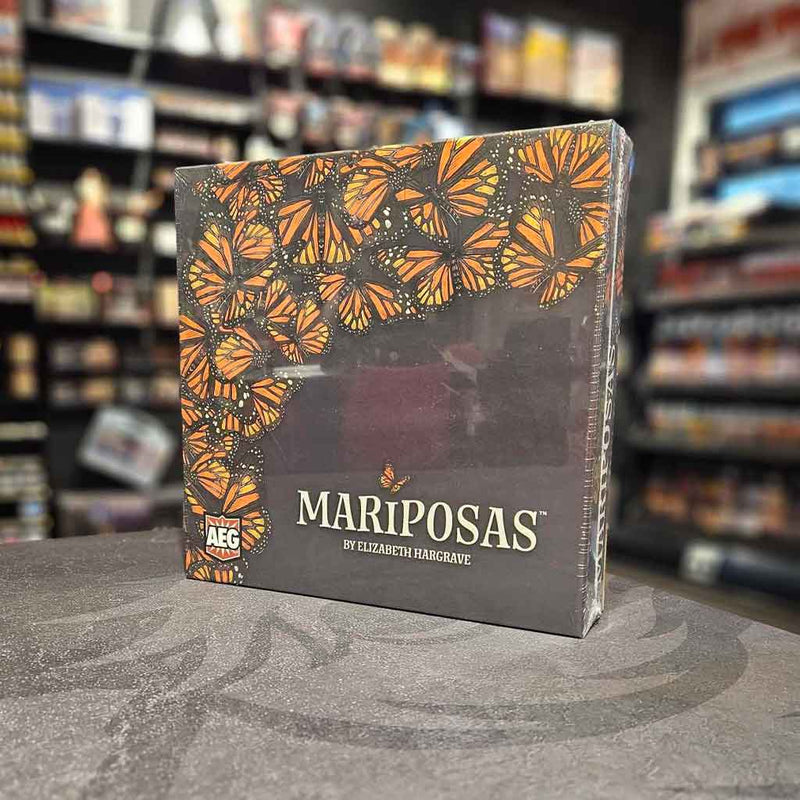 MARIPOSAS™
BY ELIZABETH HARGRAVE
AEG
MARIPOSAS